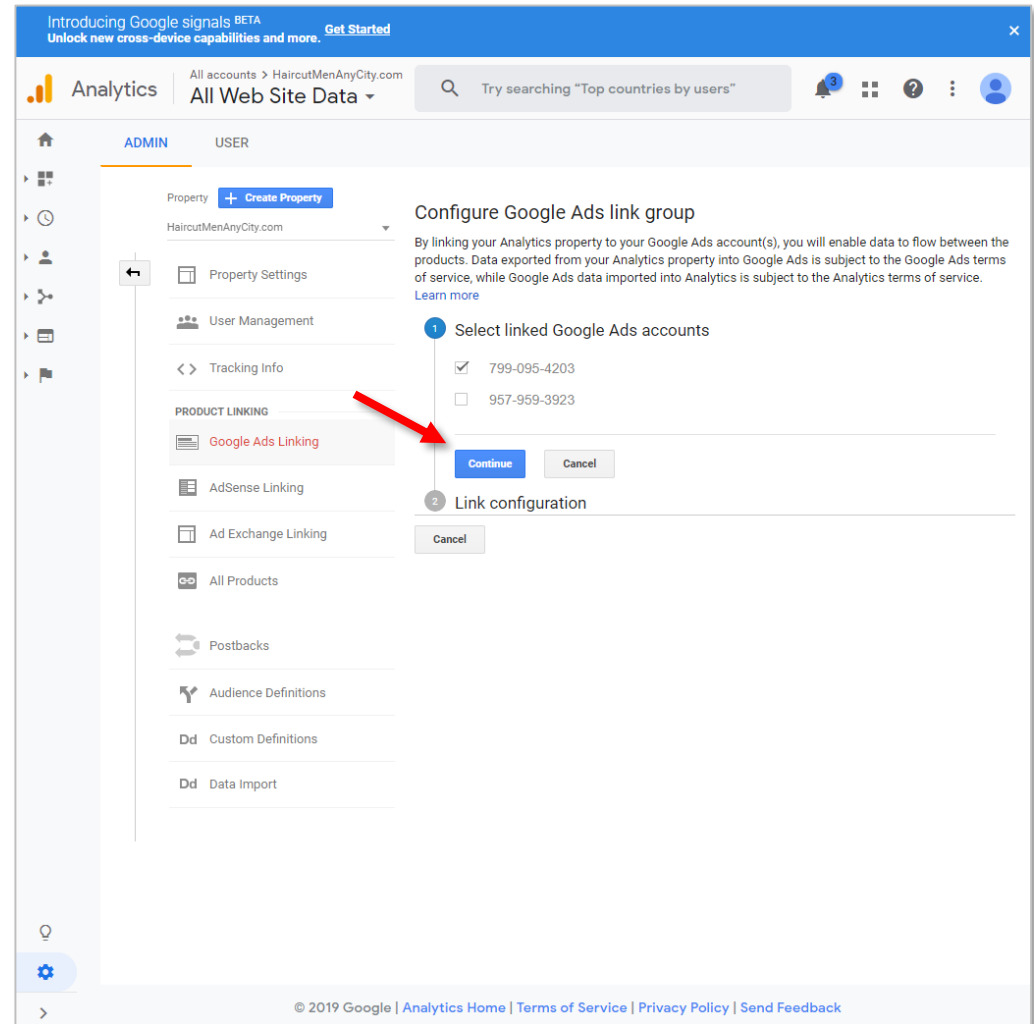 Introducing Google signals BETA
Unlock new cross-device capabilities and more. Get Started
Analytics
All accounts > HaircutMenAnyCity.com
All Web Site Data
Try searching “Top countries by users”
3
ADMIN USER
Property + Create Property
HaircutMenAnyCity.com
Property Settings
User Management
Tracking Info
PRODUCT LINKING
Google Ads Linking
AdSense Linking
Ad Exchange Linking
All Products
Postbacks
Audience Definitions
Dd Custom Definitions
Dd Data Import
Configure Google Ads link group
By linking your Analytics property to your Google Ads account(s), you will enable data to flow between the
products. Data exported from your Analytics property into Google Ads is subject to the Google Ads terms
of service, while Google Ads data imported into Analytics is subject to the Analytics terms of service.
Learn more
1 Select linked Google Ads accounts
799-095-4203
957-959-3923
Continue Cancel
2 Link configuration
Cancel
© 2019 Google | Analytics Home | Terms of Service | Privacy Policy | Send Feedback